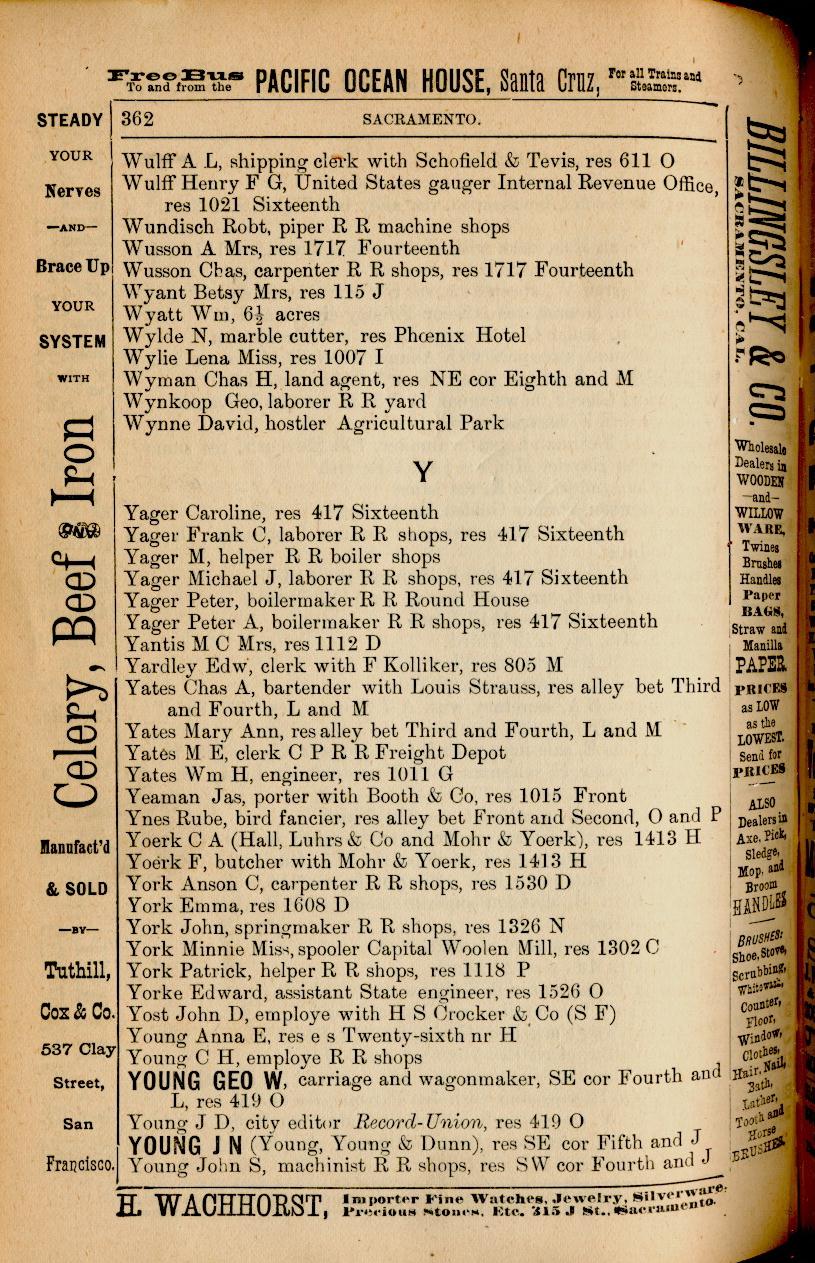 Free Bus
To and from the
PACIFIC OCEAN HOUSE, Santa Cruz,
For all Trains and
Steamers.
362 SACRAMENTO.
Wulff A L, shipping clerk with Schofield & Tevis, res 611 O
Wulff Henry F G, United States gauger Internal Revenue Office,
res 1021 Sixteenth
Wundisch Robt, piper R R machine shops
Wusson A Mrs, res 1717 Fourteenth
Wusson Chas, carpenter R R shops, res 1717 Fourteenth
Wyant Betsy Mrs, res 115 J
Wyatt Wm, 6½ acres
Wylde N, marble cutter, res Phœnix Hotel
Wylie Lena Miss, res 1007 I
Wyman Chas H, land agent, res NE cor Eighth and M
Wynkoop Geo, laborer R R yard
Wynne David, hostler Agricultural Park
Y
Yager Caroline, res 417 Sixteenth
Yager Frank C, laborer R R shops, res 417 Sixteenth
Yager M, helper R R boiler shops
Yager Michael J, laborer R R shops, res 417 Sixteenth
Yager Peter, boilermaker R R Round House
Yager Peter A, boilermaker R R shops, res 417 Sixteenth
Yantis M C Mrs, res 1112 D
Yardley Edw, clerk with F Kolliker, res 805 M
Yates Chas A, bartender with Louis Strauss, res alley bet Third
and Fourth, L and M
Yates Mary Ann, res alley bet Third and Fourth, L and M
Yates M E, clerk C P R R Freight Depot
Yates Wm H, engineer, res 1011 G
Yeaman Jas, porter with Booth & Co, res 1015 Front
Ynes Rube, bird fancier, res alley bet Front and Second, O and P
Yoerk C A (Hall, Luhrs & Co and Mohr & Yoerk), res 1413 H
Yoerk F, butcher with Mohr & Yoerk, res 1413 H
York Anson C, carpenter R R shops, res 1530 D
York Emma, res 1608 D
York John, springmaker R R shops, res 1326 N
York Minnie Miss, spooler Capital Woolen Mill, res 1302 C
York Patrick, helper R R shops, res 1118 P
Yorke Edward, assistant State engineer, res 1526 O
Yost John D, employe with H S Crocker & Co (S F)
Young Anna E, res e s Twenty-sixth nr H
Young C H, employe R R shops
YOUNG GEO W, carriage and wagonmaker, SE cor Fourth and
L, res 419 O
Young J D, city editor Record-Union, res 419 O
YOUNG J N (Young, Young & Dunn), res SE cor Fifth and J
Young John S, machinist R R shops, res SW cor Fourth and J
STEADY
YOUR
Nerves
—AND—
Brace Up
YOUR
SYSTEM
WITH
Celery, Beef and Iron
Manufact'd
& SOLD
—BY—
Tuthill,
Cox & Co.
537 Clay
Street,
San
Francisco.
BILLINGSLEY & CO.
SACRAMENTO, CAL.
Wholesale
Dealers in
WOODEN
—and—
WILLOW
WARE,
Twines
Brushes
Handles
Paper
BAGS,
Straw and
Manilla
PAPER
PRICES
as LOW
as the
LOWEST.
Send for
PRICES
ALSO
Dealers in
Axe, Pick,
Sledge,
Mop, and
Broom
HANDLES
BRUSHES:
Shoe, Stove,
Scrubbing,
Whitewash,
Counter,
Floor,
Window,
Clothes,
Hair, Nail,
Bath,
Lather,
Tooth and
Horse
BRUSHES.
H. WACHHORST,
Importer Fine Watches, Jewelry, Silverware,
Precious Stones, Etc. 315 J St., Sacramento.